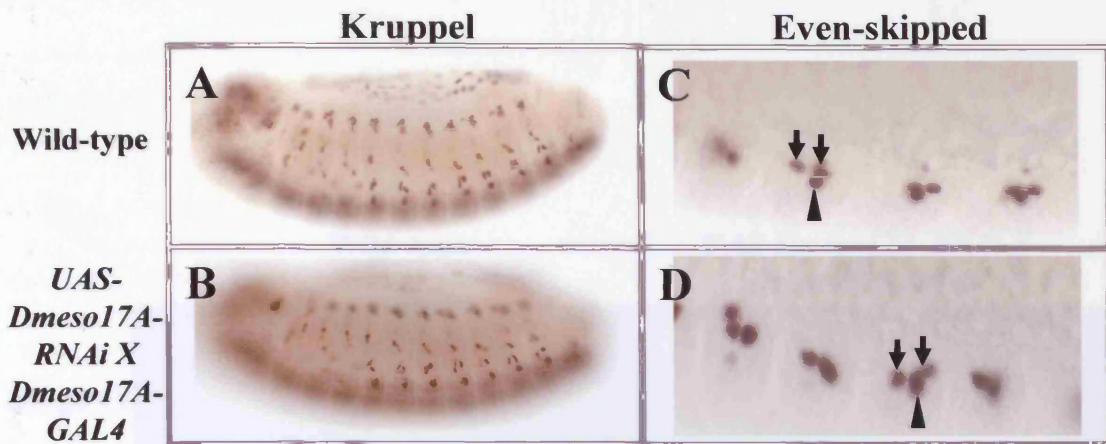 Kruppel
Even-skipped
Wild-type
A
C
UAS-
Dmeso17A-
RNAi X
Dmeso17A-
GAL4
B
D